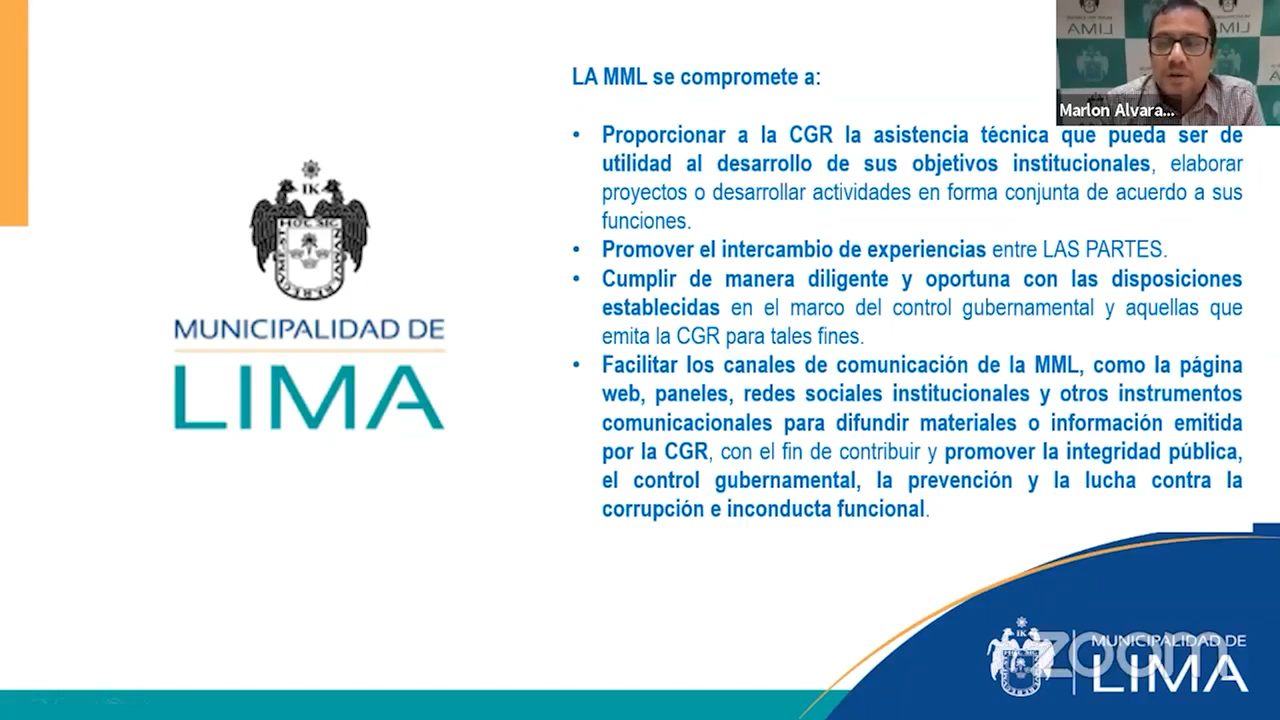 LIMA
Marlon Alvara...
LA MML se compromete a:
• Proporcionar a la CGR la asistencia técnica que pueda ser de
utilidad al desarrollo de sus objetivos institucionales, elaborar
proyectos o desarrollar actividades en forma conjunta de acuerdo a sus
funciones.
• Promover el intercambio de experiencias entre LAS PARTES.
• Cumplir de manera diligente y oportuna con las disposiciones
establecidas en el marco del control gubernamental y aquellas que
emita la CGR para tales fines.
• Facilitar los canales de comunicación de la MML, como la página
web, paneles, redes sociales institucionales y otros instrumentos
comunicacionales para difundir materiales o información emitida
por la CGR, con el fin de contribuir y promover la integridad pública,
el control gubernamental, la prevención y la lucha contra la
corrupción e inconducta funcional.
IK
HOC SIG
MUNICIPALIDAD DE
LIMA
IK
MUNICIPALIDAD DE
LIMA
zoom